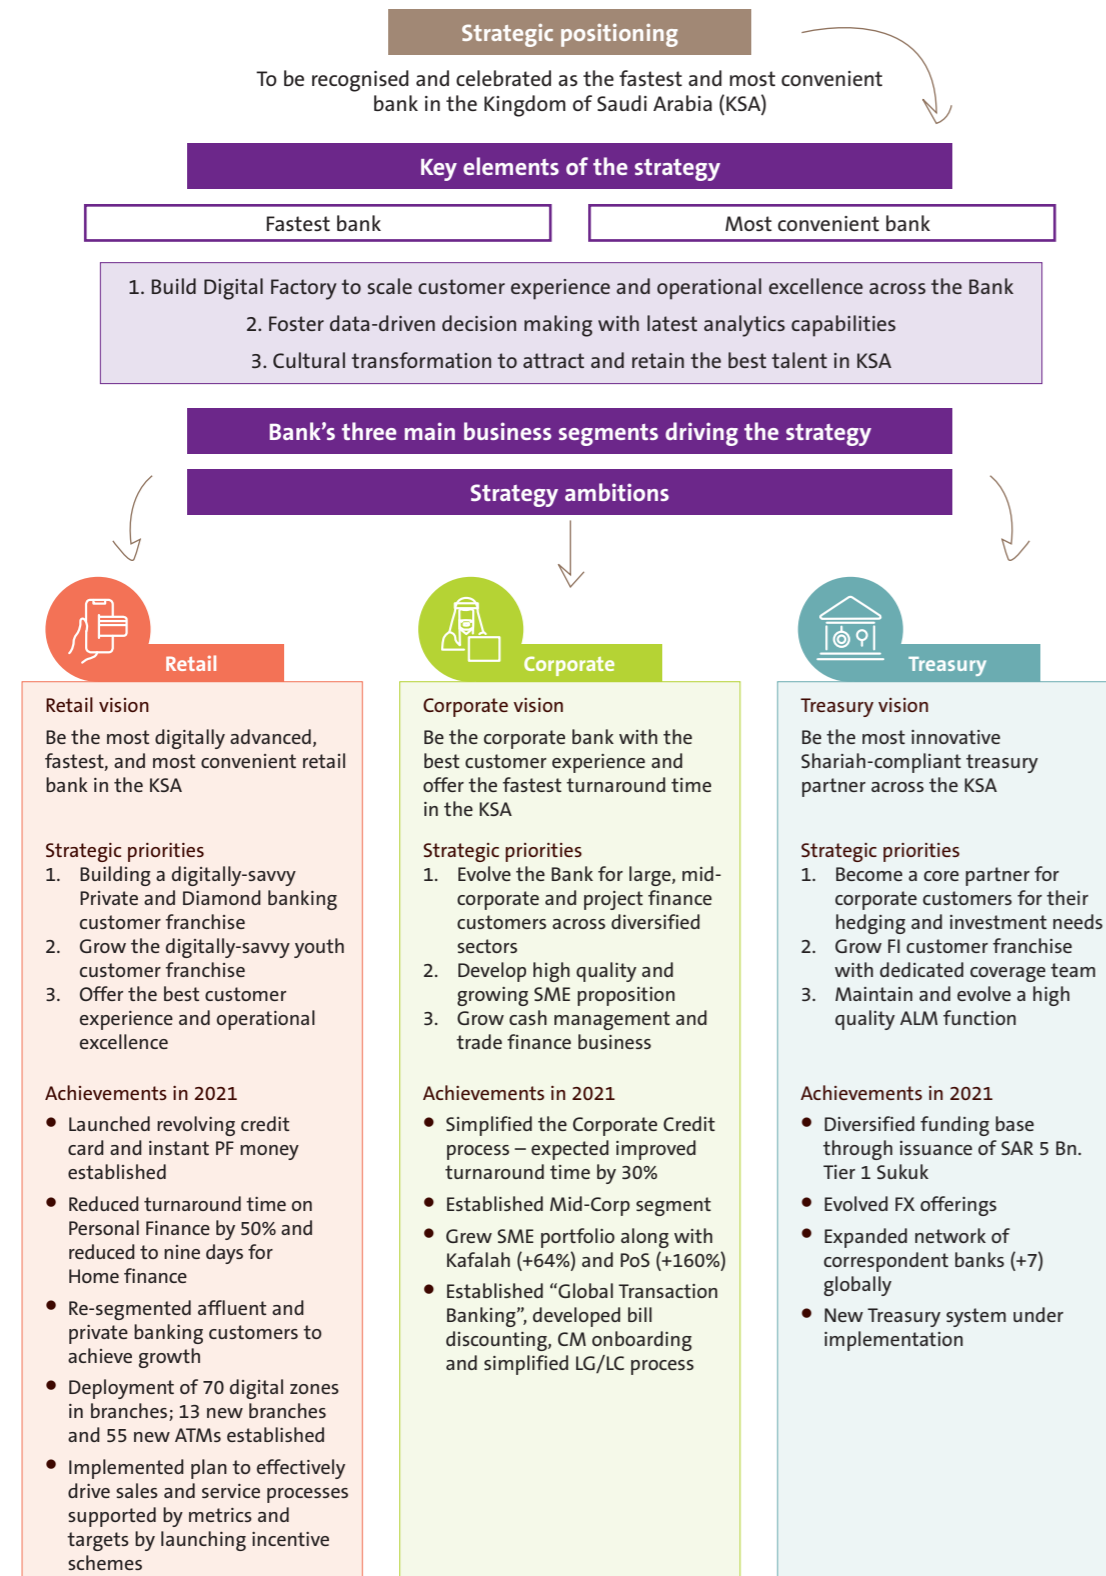 Strategic positioning
To be recognised and celebrated as the fastest and most convenient
bank in the Kingdom of Saudi Arabia (KSA)
Key elements of the strategy
Fastest bank
Most convenient bank
1. Build Digital Factory to scale customer experience and operational excellence across the Bank
2. Foster data-driven decision making with latest analytics capabilities
3. Cultural transformation to attract and retain the best talent in KSA
Bank's three main business segments driving the strategy
Strategy ambitions
Retail
Retail vision
Be the most digitally advanced,
fastest, and most convenient retail
bank in the KSA
Strategic priorities
1. Building a digitally-savvy
Private and Diamond banking
customer franchise
2. Grow the digitally-savvy youth
customer franchise
3. Offer the best customer
experience and operational
excellence
Achievements in 2021
• Launched revolving credit
card and instant PF money
established
• Reduced turnaround time on
Personal Finance by 50% and
reduced to nine days for
Home finance
• Re-segmented affluent and
private banking customers to
achieve growth
• Deployment of 70 digital zones
in branches; 13 new branches
and 55 new ATMs established
• Implemented plan to effectively
drive sales and service processes
supported by metrics and
targets by launching incentive
schemes
Corporate
Corporate vision
Be the corporate bank with the
best customer experience and
offer the fastest turnaround time
in the KSA
Strategic priorities
1. Evolve the Bank for large, mid-
corporate and project finance
customers across diversified
sectors
2. Develop high quality and
growing SME proposition
3. Grow cash management and
trade finance business
Achievements in 2021
• Simplified the Corporate Credit
process – expected improved
turnaround time by 30%
• Established Mid-Corp segment
• Grew SME portfolio along with
Kafalah (+64%) and PoS (+160%)
• Established “Global Transaction
Banking”, developed bill
discounting, CM onboarding
and simplified LG/LC process
Treasury
Treasury vision
Be the most innovative
Shariah-compliant treasury
partner across the KSA
Strategic priorities
1. Become a core partner for
corporate customers for their
hedging and investment needs
2. Grow FI customer franchise
with dedicated coverage team
3. Maintain and evolve a high
quality ALM function
Achievements in 2021
• Diversified funding base
through issuance of SAR 5 Bn.
Tier 1 Sukuk
• Evolved FX offerings
• Expanded network of
correspondent banks (+7)
globally
• New Treasury system under
implementation